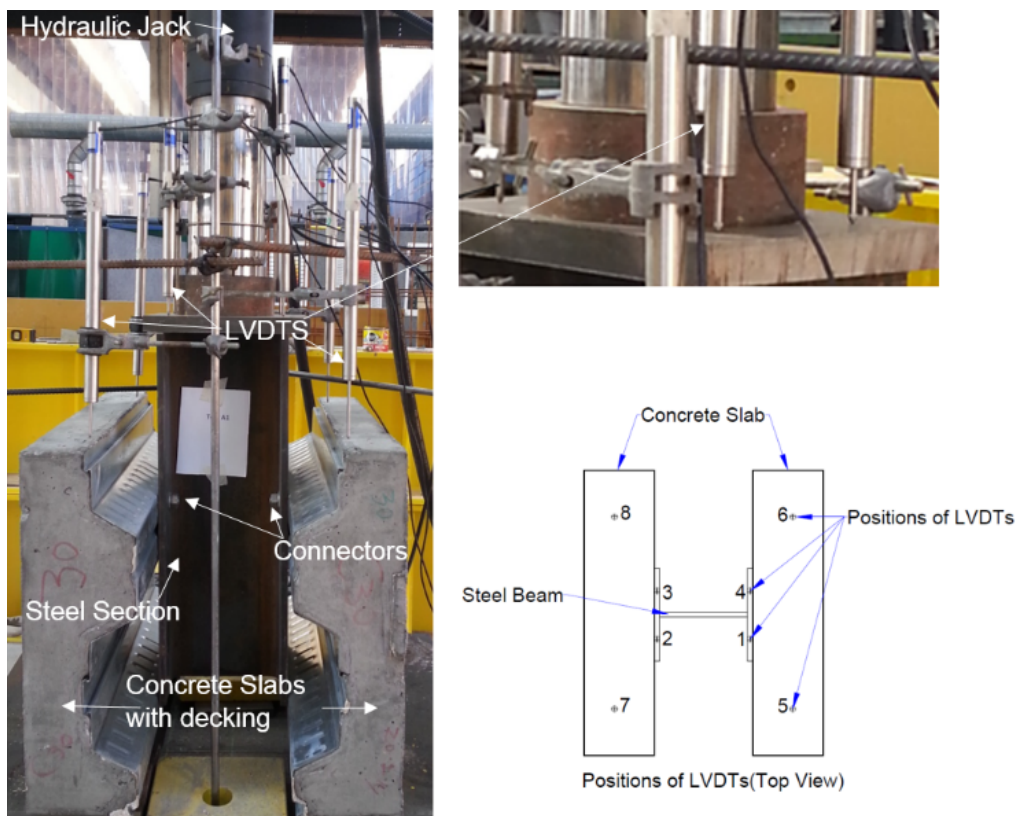 Hydraulic Jack
LVDTS
Connectors
Steel Section
Concrete Slabs
with decking
30
Concrete Slab
8
6
Positions of LVDTs
3
4
Steel Beam
2
1
7
5
Positions of LVDTs(Top View)